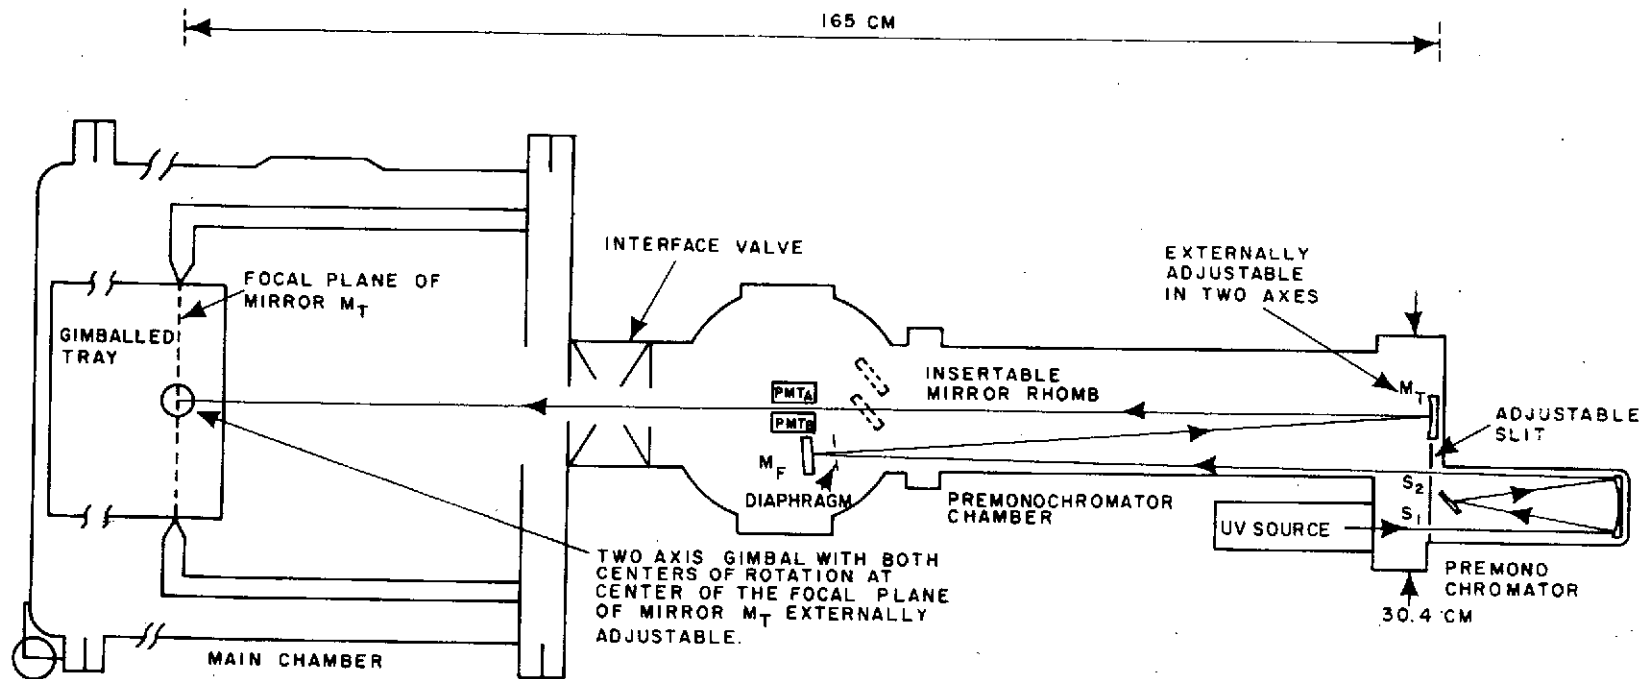 165 CM
INTERFACE VALVE
EXTERNALLY
ADJUSTABLE
IN TWO AXES
FOCAL PLANE OF
MIRROR MT
GIMBALLED
TRAY
INSERTABLE
MIRROR RHOMB
MT
PMTA
PMTB
ADJUSTABLE
SLIT
MF
DIAPHRAGM
PREMONOCHROMATOR
CHAMBER
S2
S1
UV SOURCE
TWO AXIS GIMBAL WITH BOTH
CENTERS OF ROTATION AT
CENTER OF THE FOCAL PLANE
OF MIRROR MT EXTERNALLY
ADJUSTABLE.
PREMONO
CHROMATOR
30.4 CM
MAIN CHAMBER